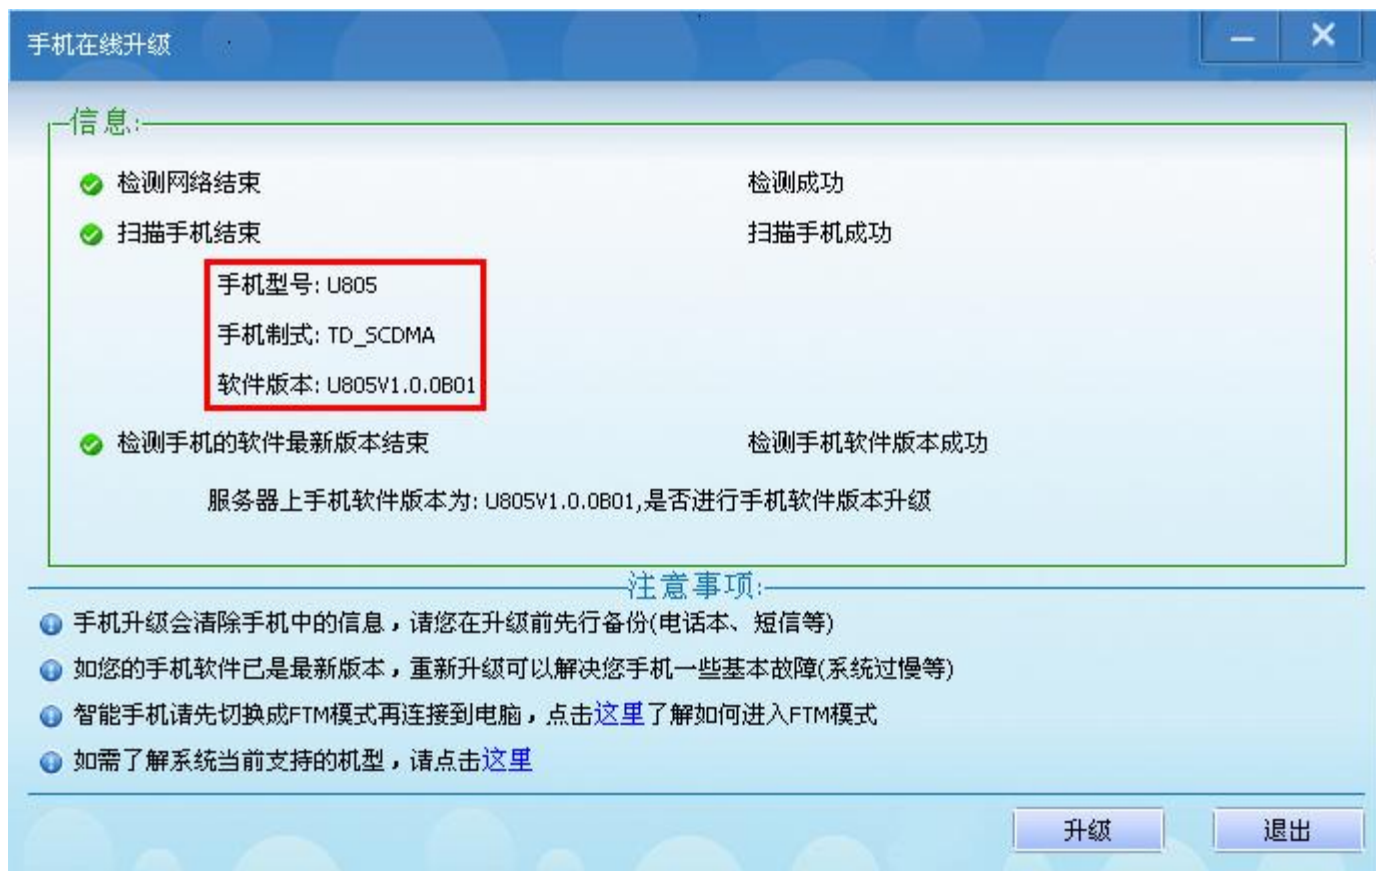 手机在线升级
信息:
检测网络结束 检测成功
扫描手机结束 扫描手机成功
手机型号: U805
手机制式: TD_SCDMA
软件版本: U805V1.0.0B01
检测手机的软件最新版本结束 检测手机软件版本成功
服务器上手机软件版本为: U805V1.0.0B01,是否进行手机软件版本升级
注意事项:
手机升级会清除手机中的信息，请您在升级前先行备份(电话本、短信等)
如您的手机软件已是最新版本，重新升级可以解决您手机一些基本故障(系统过慢等)
智能手机请先切换成FTM模式再连接到电脑，点击这里了解如何进入FTM模式
如需了解系统当前支持的机型，请点击这里
升级 退出